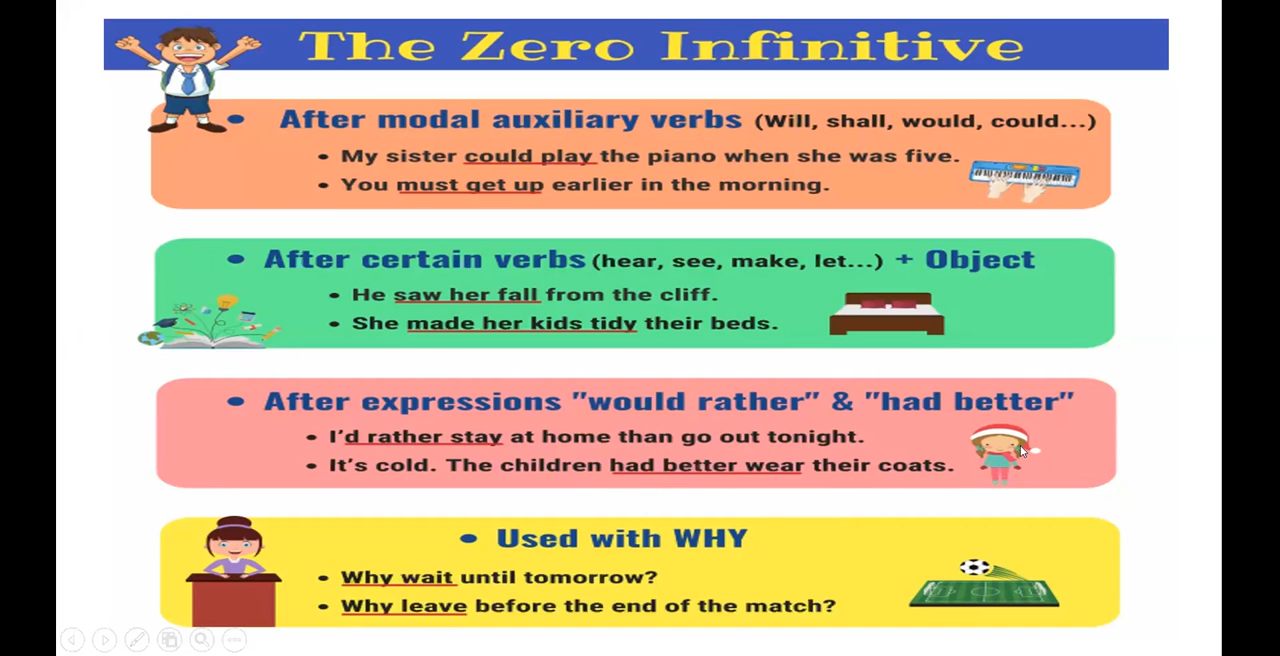 The Zero Infinitive
• After modal auxiliary verbs (Will, shall, would, could...)
• My sister could play the piano when she was five.
• You must get up earlier in the morning.
• After certain verbs (hear, see, make, let...) + Object
• He saw her fall from the cliff.
• She made her kids tidy their beds.
• After expressions "would rather" & "had better"
• I'd rather stay at home than go out tonight.
• It's cold. The children had better wear their coats.
• Used with WHY
• Why wait until tomorrow?
• Why leave before the end of the match?